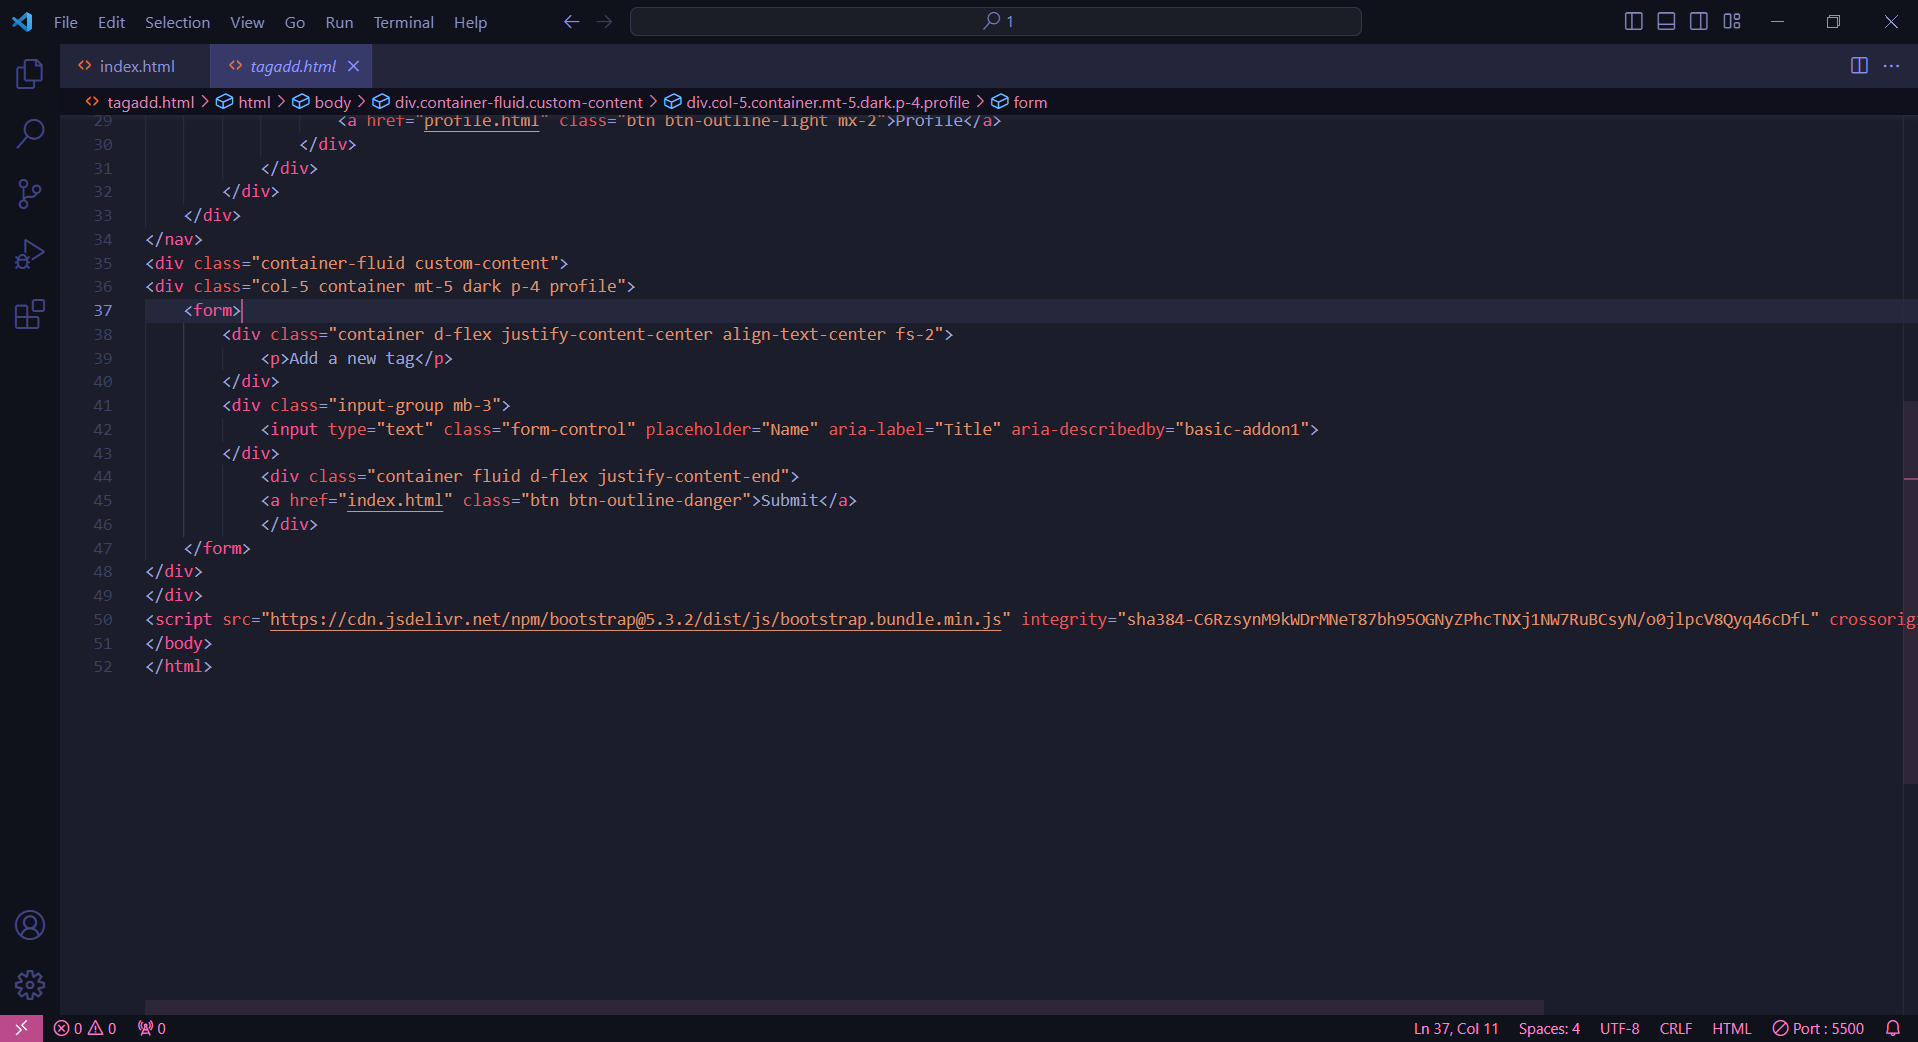 File Edit Selection View Go Run Terminal Help 1
index.html tagadd.html
tagadd.html > html > body > div.container-fluid.custom-content > div.col-5.container.mt-5.dark.p-4.profile > form
29 <a href="profile.html" class="btn btn-outline-light mx-2">Profile</a>
30 </div>
31 </div>
32 </div>
33 </div>
34 </nav>
35 <div class="container-fluid custom-content">
36 <div class="col-5 container mt-5 dark p-4 profile">
37 <form>
38 <div class="container d-flex justify-content-center align-text-center fs-2">
39 <p>Add a new tag</p>
40 </div>
41 <div class="input-group mb-3">
42 <input type="text" class="form-control" placeholder="Name" aria-label="Title" aria-describedby="basic-addon1">
43 </div>
44 <div class="container fluid d-flex justify-content-end">
45 <a href="index.html" class="btn btn-outline-danger">Submit</a>
46 </div>
47 </form>
48 </div>
49 </div>
50 <script src="https://cdn.jsdelivr.net/npm/bootstrap@5.3.2/dist/js/bootstrap.bundle.min.js" integrity="sha384-C6RzsynM9kWDrMNeT87bh95OGNyZPhcTNXj1NW7RuBCsyN/o0jlpcV8Qyq46cDfL" crossorig
51 </body>
52 </html>
0 0 0 Ln 37, Col 11 Spaces: 4 UTF-8 CRLF HTML Port : 5500